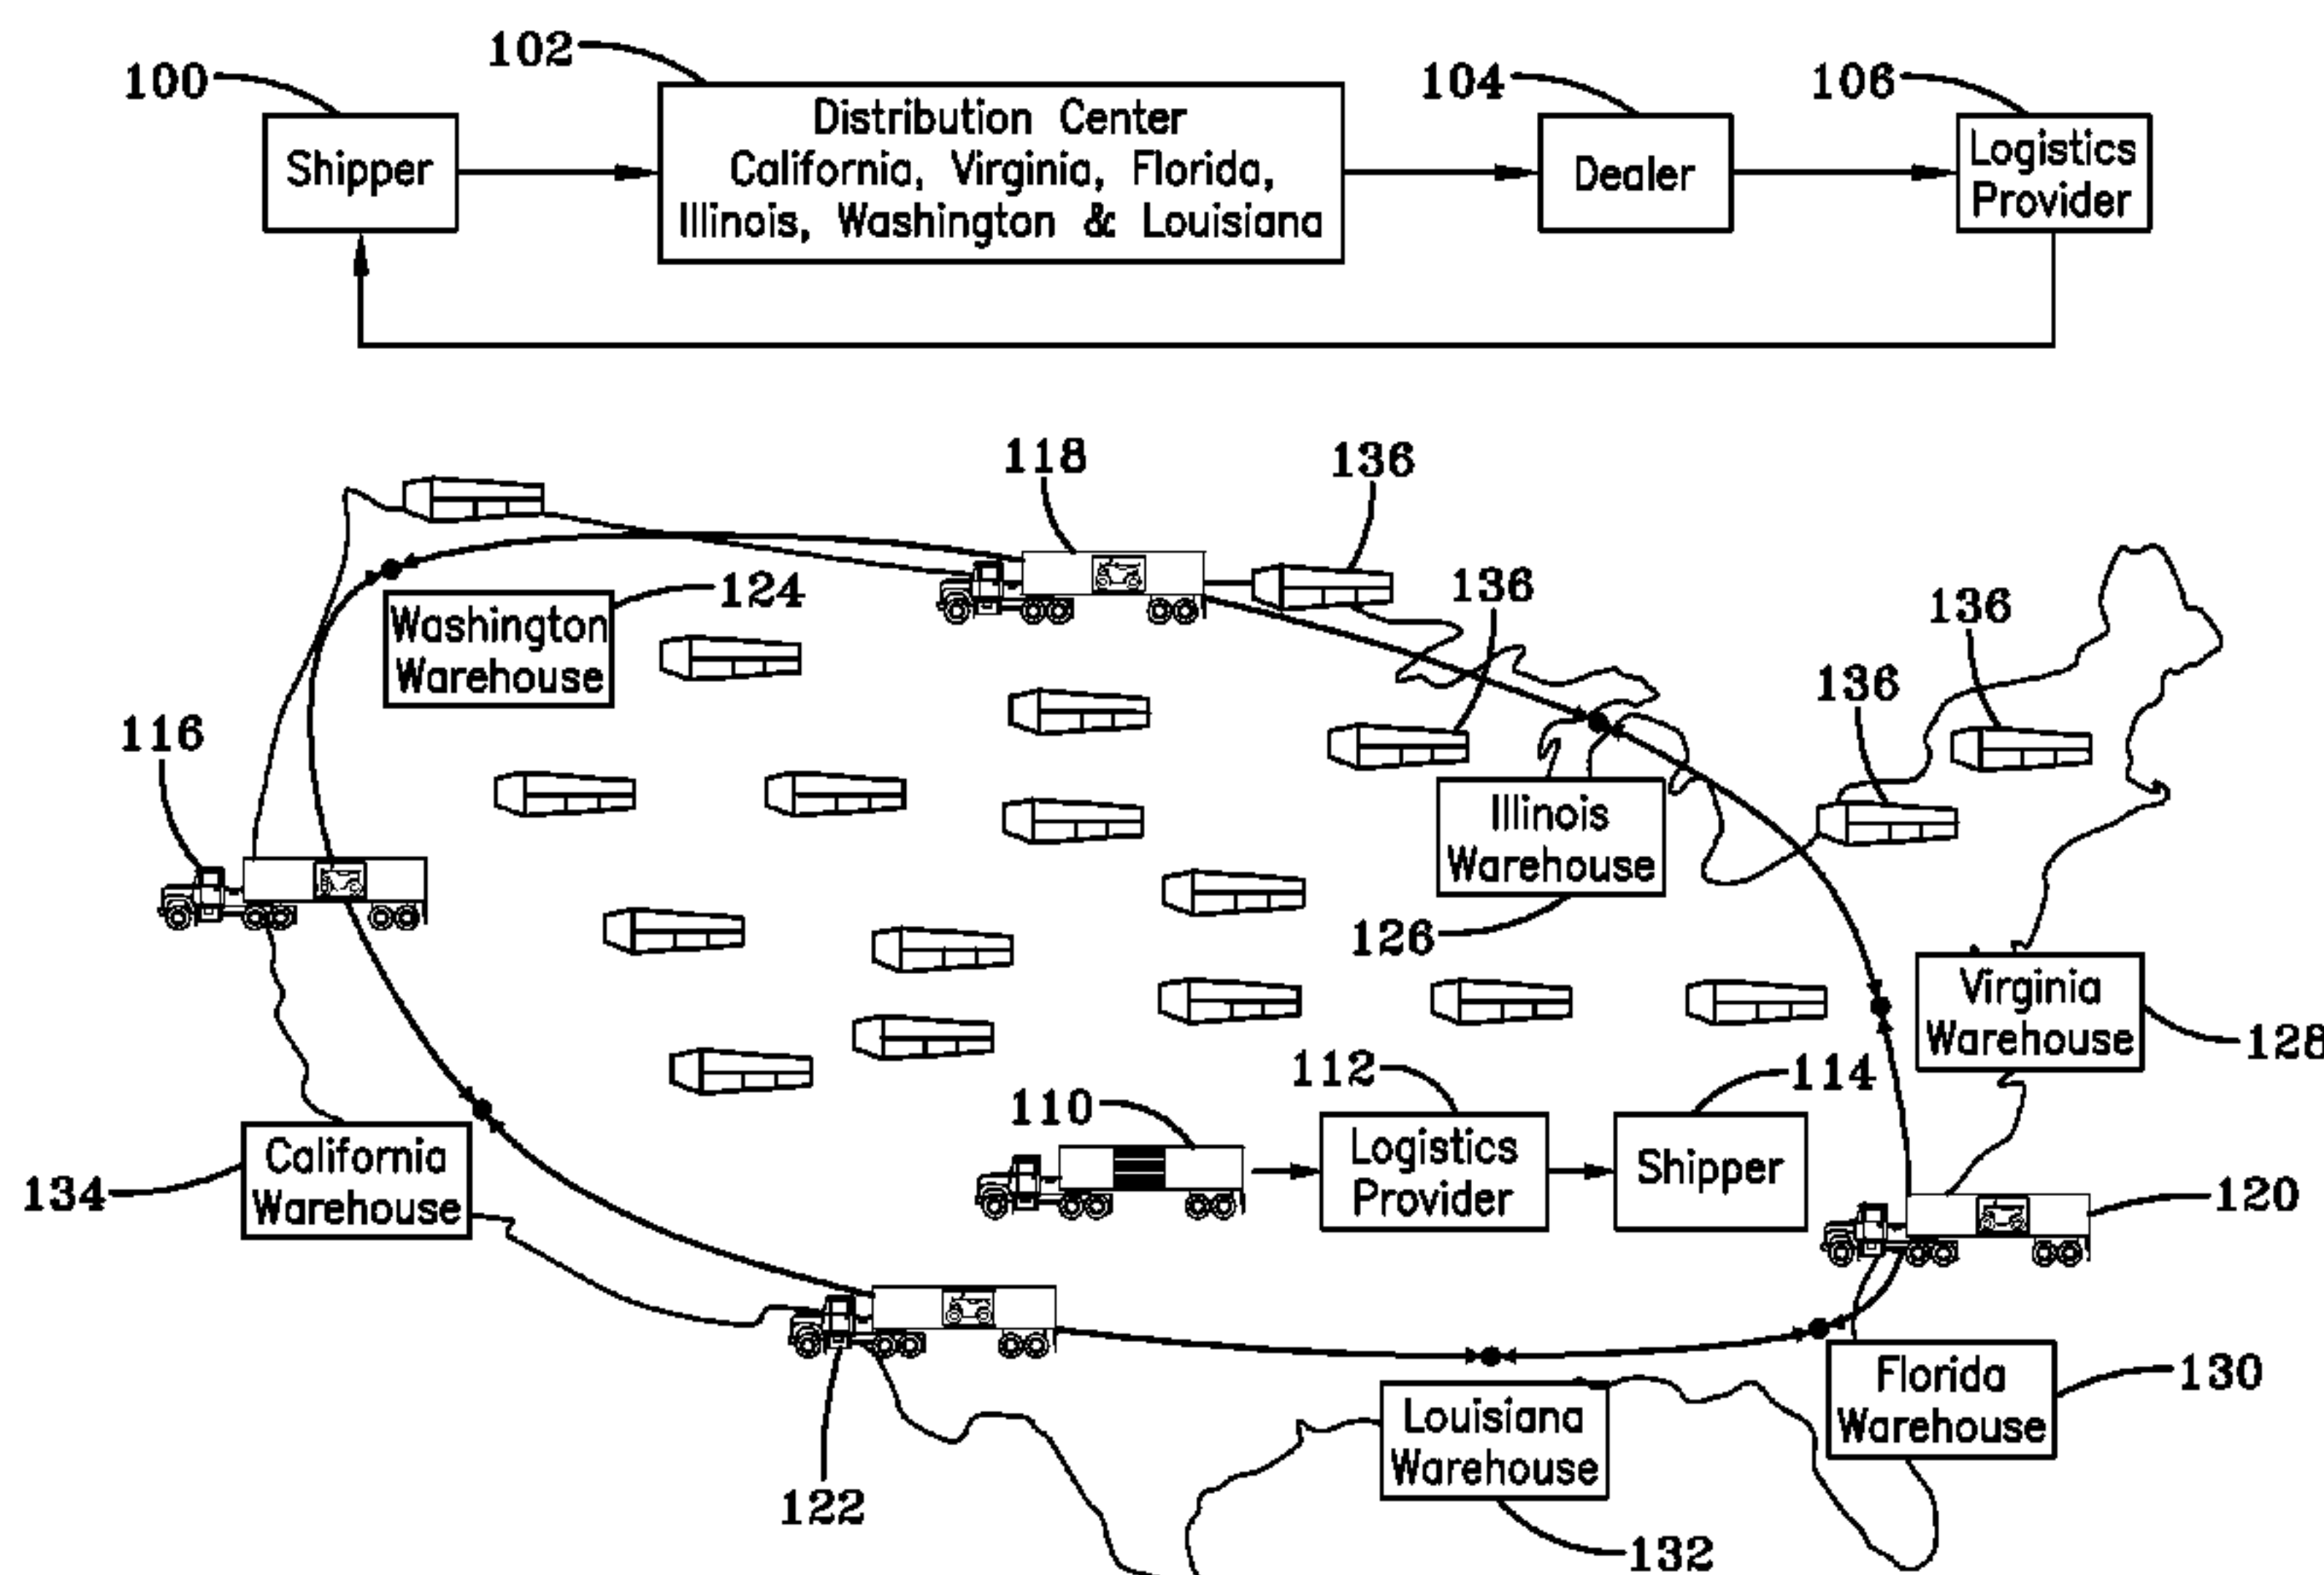 102
100
104
106
Shipper
Distribution Center
California, Virginia, Florida,
Illinois, Washington & Louisiana
Dealer
Logistics
Provider
118
136
136
136
136
124
Washington
Warehouse
116
Illinois
Warehouse
126
Virginia
Warehouse
128
112
114
110
Logistics
Provider
Shipper
California
Warehouse
134
120
122
Louisiana
Warehouse
132
Florida
Warehouse
130